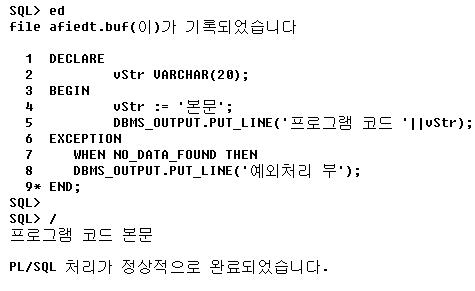 SQL> ed
file afiedt.buf(이)가 기록되었습니다
1 DECLARE
2 vStr VARCHAR(20);
3 BEGIN
4 vStr := '본문';
5 DBMS_OUTPUT.PUT_LINE('프로그램 코드 '||vStr);
6 EXCEPTION
7 WHEN NO_DATA_FOUND THEN
8 DBMS_OUTPUT.PUT_LINE('예외처리 부');
9* END;
SQL>
SQL> /
프로그램 코드 본문
PL/SQL 처리가 정상적으로 완료되었습니다.